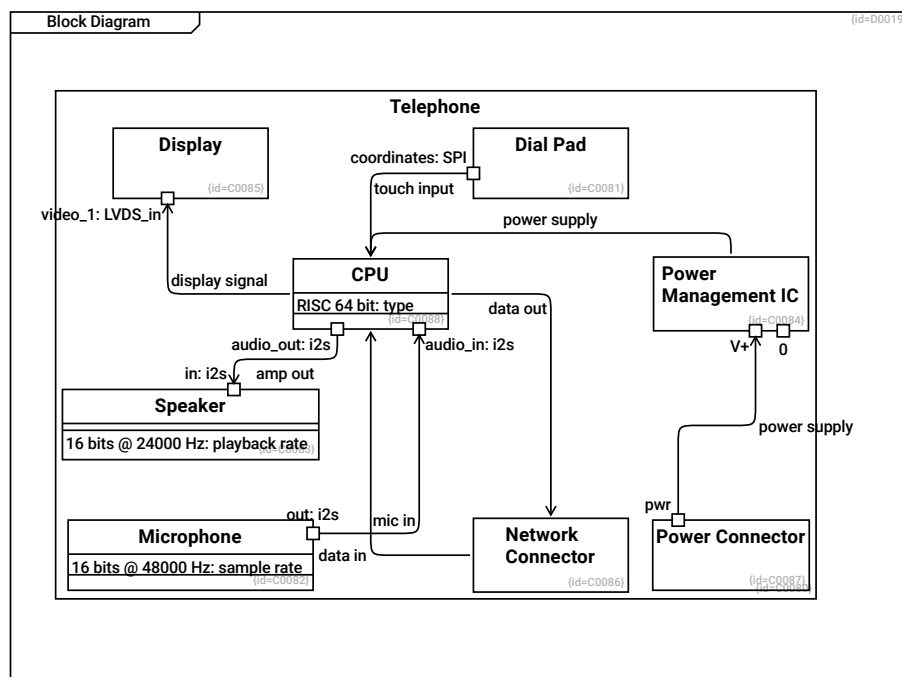 Block Diagram
{id=D0019
Telephone
Display
{id=C0085}
video_1: LVDS_in
Dial Pad
{id=C0081}
coordinates: SPI
touch input
power supply
display signal
CPU
RISC 64 bit: type
{id=C0088}
data out
Power
Management IC
{id=C0084}
V+
0
audio_out: i2s
audio_in: i2s
in: i2s
amp out
Speaker
16 bits @ 24000 Hz: playback rate
{id=C0083}
power supply
out: i2s
mic in
data in
Microphone
16 bits @ 48000 Hz: sample rate
{id=C0082}
Network
Connector
{id=C0086}
pwr
Power Connector
{id=C0087}
{id=C0080}